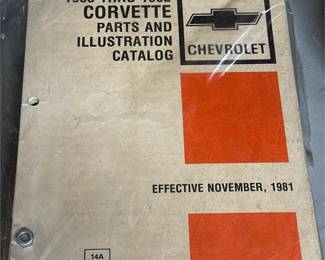 CORVETTE
PARTS AND
ILLUSTRATION
CATALOG
CHEVROLET
EFFECTIVE NOVEMBER, 1981
14A